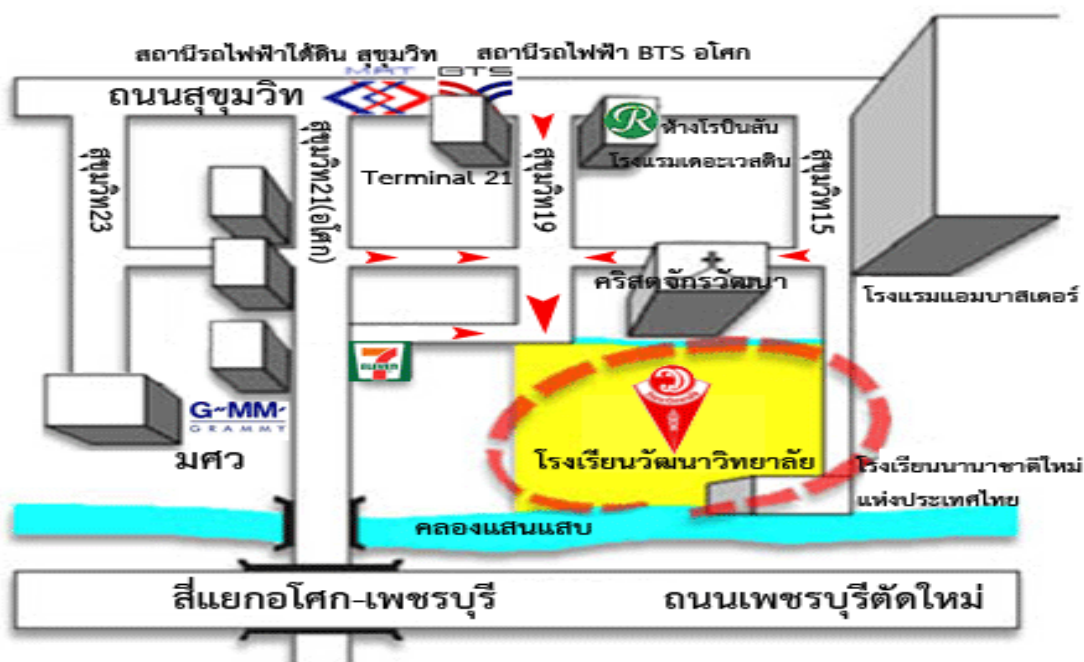 สถานีรถไฟฟ้าใต้ดิน สุขุมวิท
สถานีรถไฟฟ้า BTS อโศก
MRT
BTS
ถนนสุขุมวิท
สุขุมวิท23
สุขุมวิท21(อโศก)
Terminal 21
สุขุมวิท19
R
ห้างโรบินสัน
โรงแรมเดอะเวสติน
สุขุมวิท15
คริสตจักรวัฒนา
โรงแรมแอมบาสเดอร์
7
ELEVEN
G-MM-
GRAMMY
มศว
โรงเรียนวัฒนาวิทยาลัย
โรงเรียนนานาชาติใหม่
แห่งประเทศไทย
คลองแสนแสบ
สี่แยกอโศก-เพชรบุรี
ถนนเพชรบุรีตัดใหม่